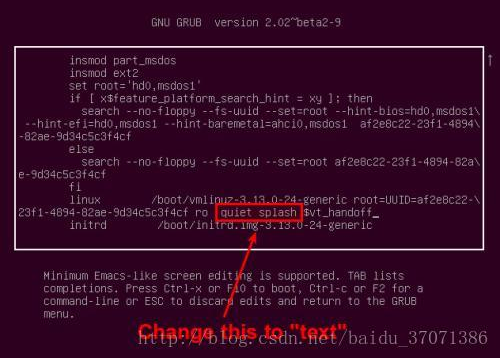 GNU GRUB  version 2.02~beta2-9
insmod part_msdos
insmod ext2
set root='hd0,msdos1'
if [ x$feature_platform_search_hint = xy ]; then
search --no-floppy --fs-uuid --set=root --hint-bios=hd0,msdos1\
--hint-efi=hd0,msdos1 --hint-baremetal=ahci0,msdos1  af2e8c22-23f1-4894\
-82ae-9d34c5c3f4cf
else
search --no-floppy --fs-uuid --set=root af2e8c22-23f1-4894-82a\
e-9d34c5c3f4cf
fi
linux /boot/vmlinuz-3.13.0-24-generic root=UUID=af2e8c22-\
23f1-4894-82ae-9d34c5c3f4cf ro quiet splash $vt_handoff_
initrd /boot/initrd.img-3.13.0-24-generic
Minimum Emacs-like screen editing is supported. TAB lists
completions. Press Ctrl-x or F10 to boot, Ctrl-c or F2 for a
command-line or ESC to discard edits and return to the GRUB
menu.
Change this to "text"
http://blog.csdn.net/baidu_37071386